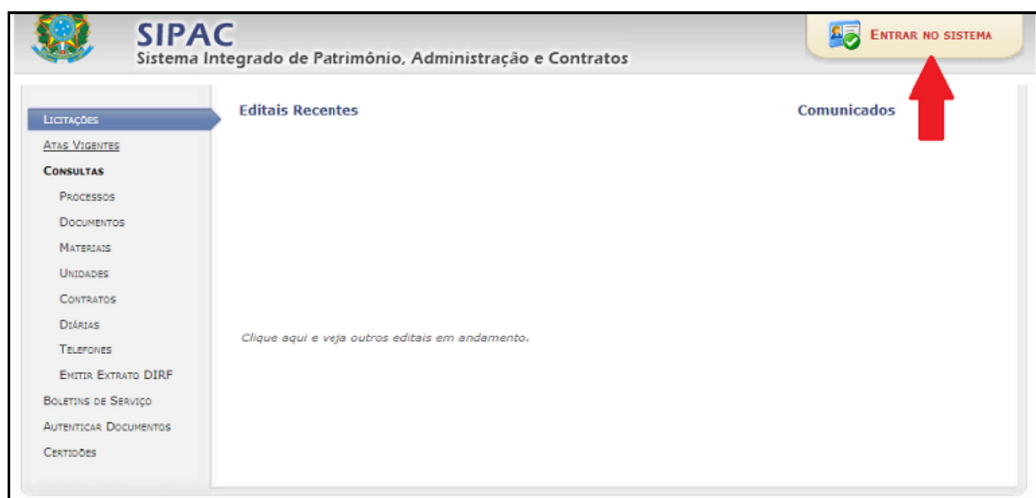 SIPAC
Sistema Integrado de Patrimônio, Administração e Contratos
ENTRAR NO SISTEMA
LICITAÇÕES
ATAS VIGENTES
CONSULTAS
PROCESSOS
DOCUMENTOS
MATERIAIS
UNIDADES
CONTRATOS
DIÁRIAS
TELEFONES
EMITIR EXTRATO DIRF
BOLETINS DE SERVIÇO
AUTENTICAR DOCUMENTOS
CERTIDÕES
Editais Recentes
Clique aqui e veja outros editais em andamento.
Comunicados